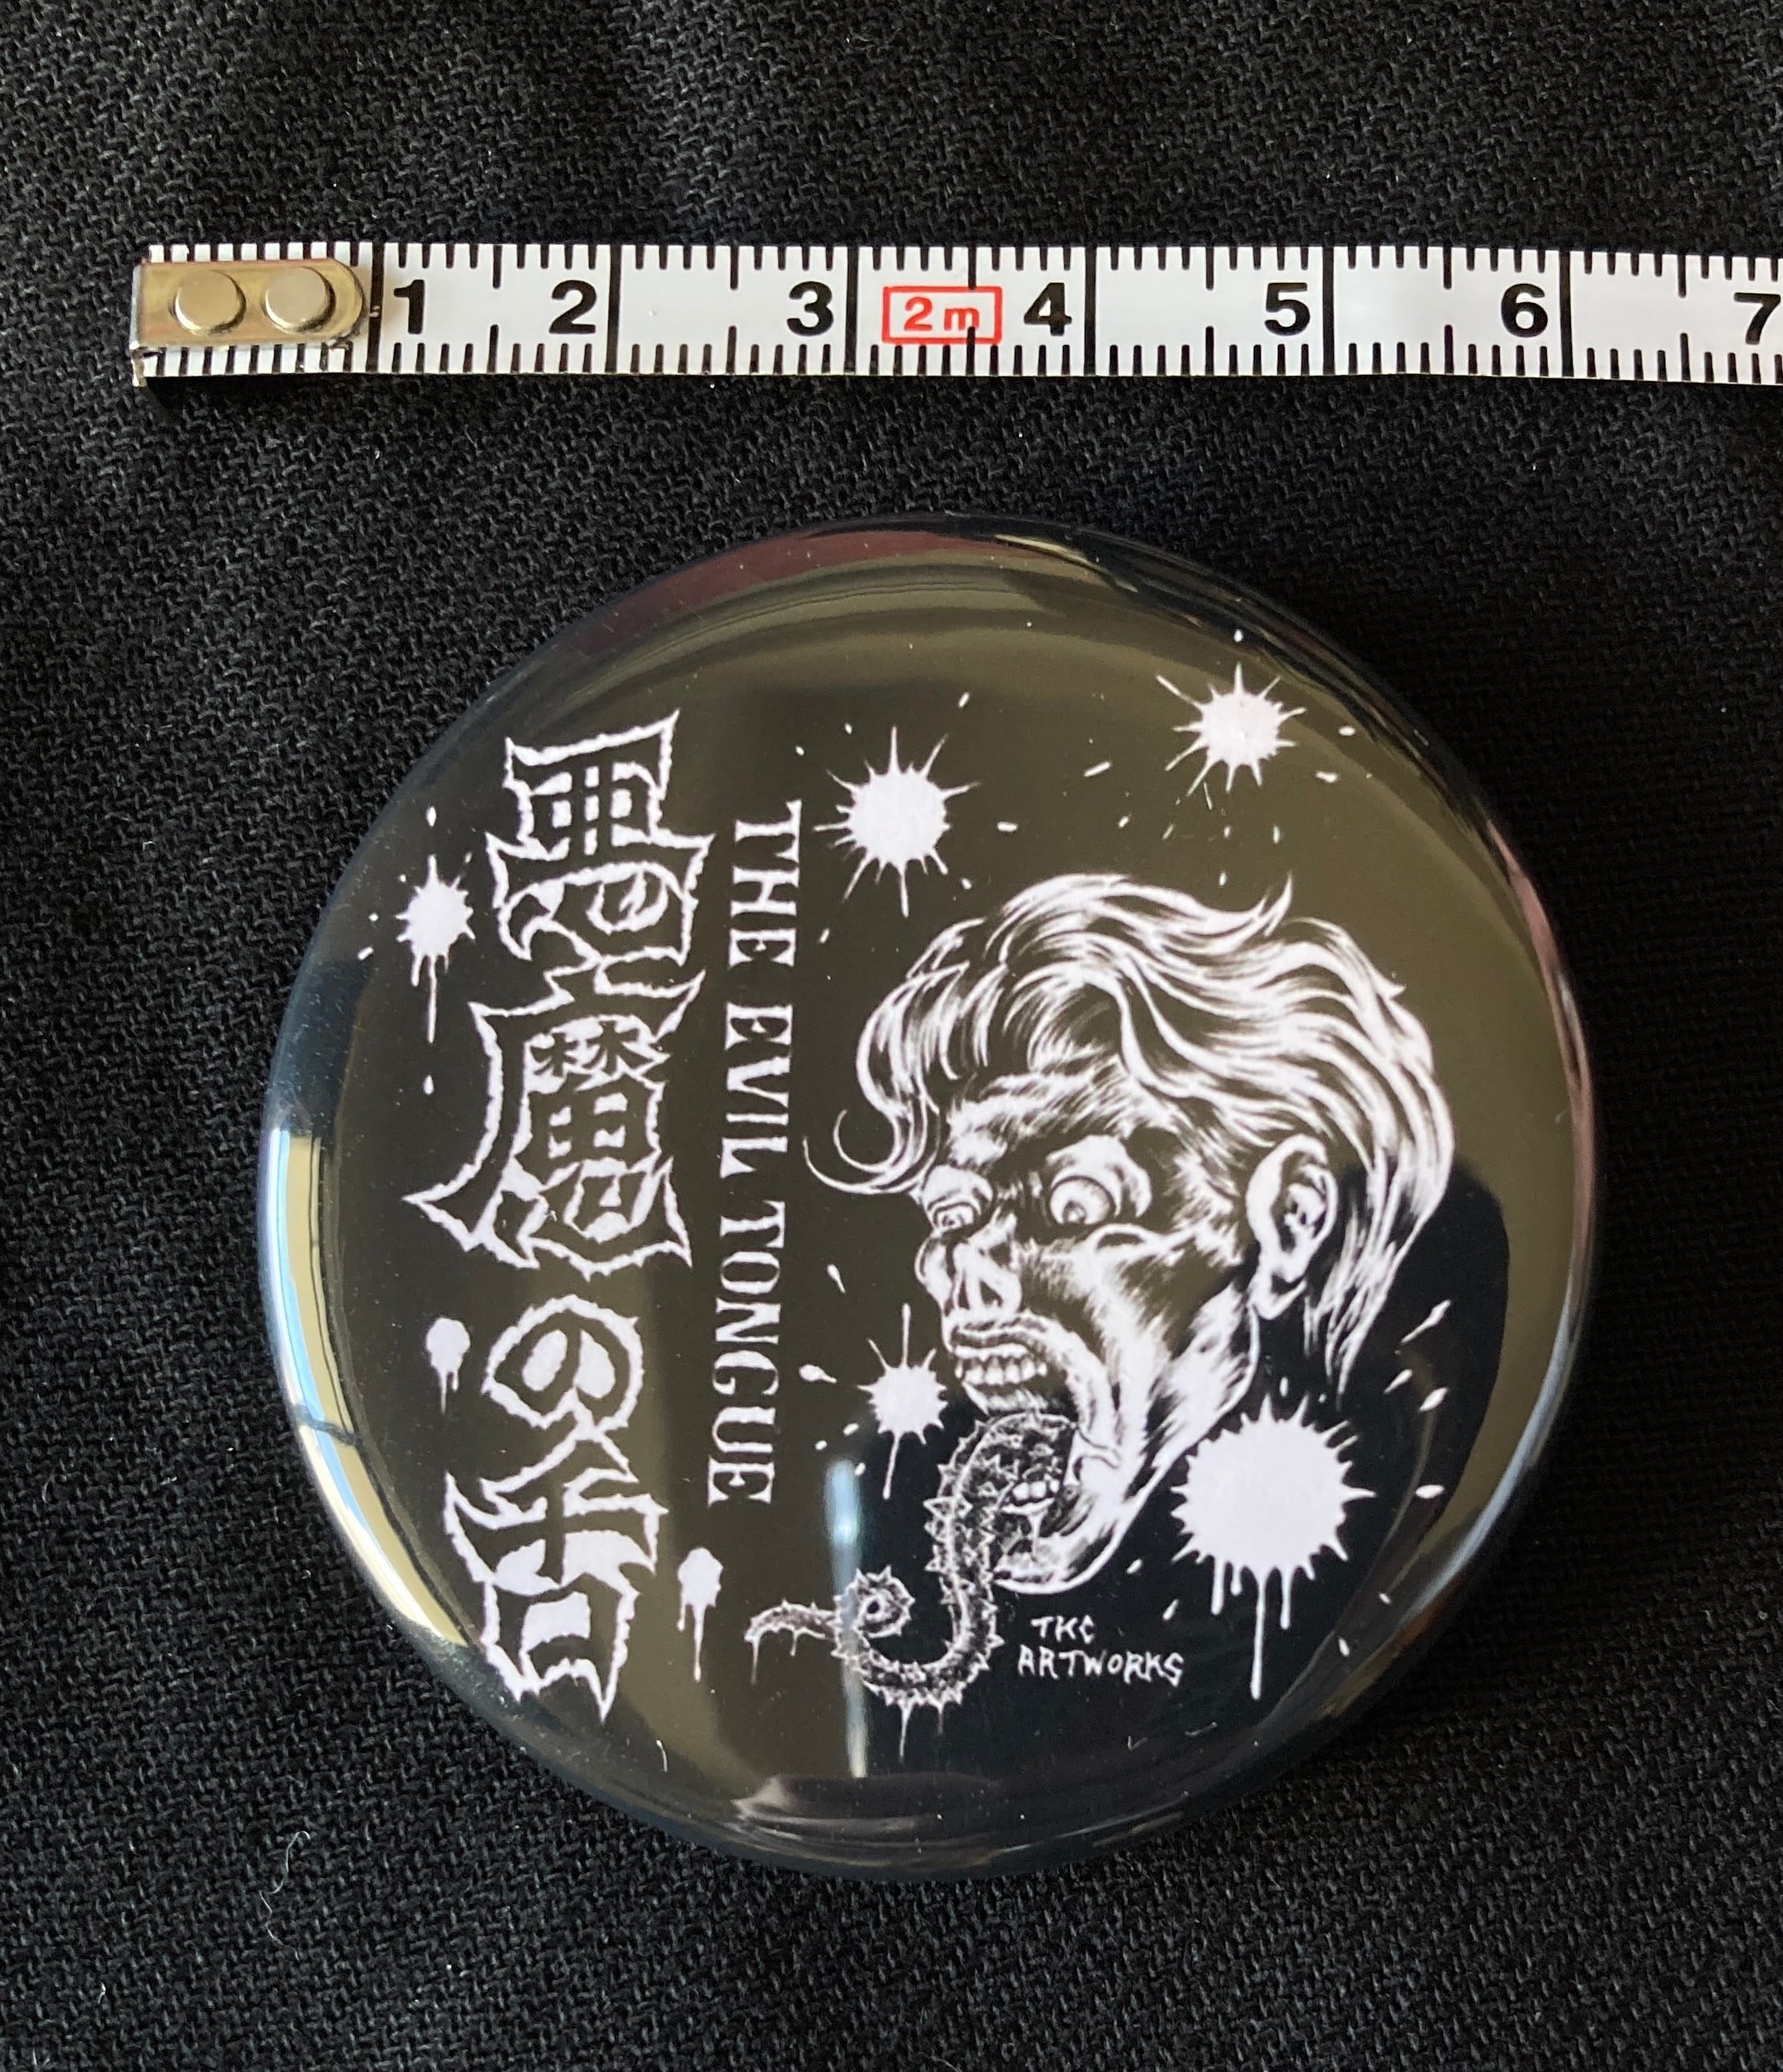 1 2 3 2m 4 5 6 7
悪魔の舌
THE EVIL TONGUE
TKC
ARTWORKS